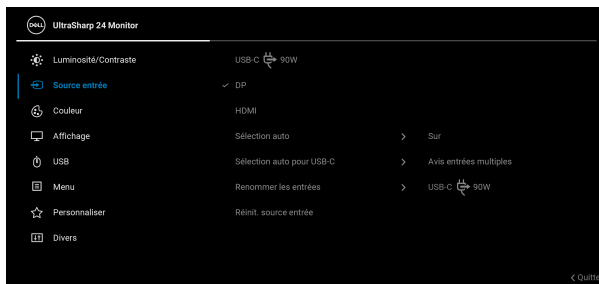 DELL UltraSharp 24 Monitor
Luminosité/Contraste USB-C 90W
Source entrée DP
Couleur HDMI
Affichage Sélection auto Sur
USB Sélection auto pour USB-C Avis entrées multiples
Menu Renommer les entrées USB-C 90W
Personnaliser Réinit. source entrée
Divers
Quitte